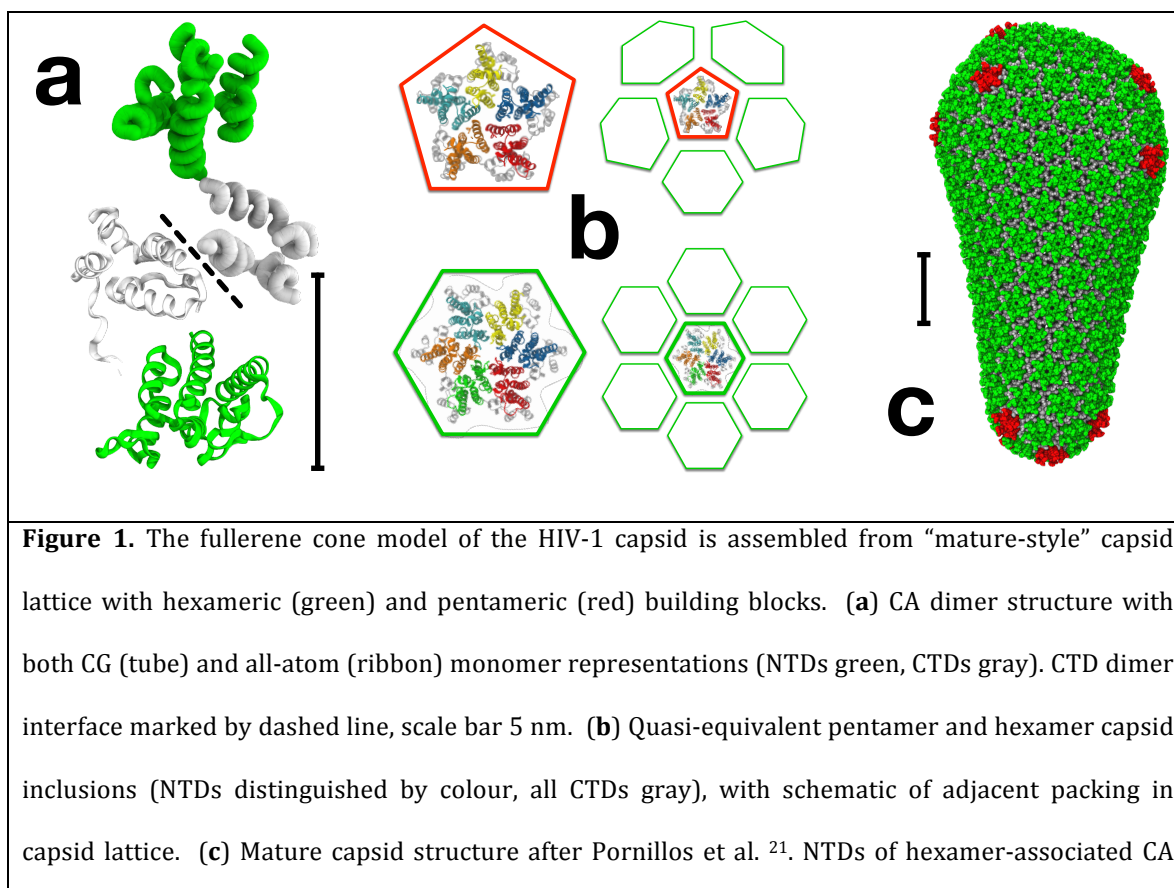 a
b
c
Figure 1. The fullerene cone model of the HIV-1 capsid is assembled from “mature-style” capsid
lattice with hexameric (green) and pentameric (red) building blocks. (a) CA dimer structure with
both CG (tube) and all-atom (ribbon) monomer representations (NTDs green, CTDs gray). CTD dimer
interface marked by dashed line, scale bar 5 nm. (b) Quasi-equivalent pentamer and hexamer capsid
inclusions (NTDs distinguished by colour, all CTDs gray), with schematic of adjacent packing in
capsid lattice. (c) Mature capsid structure after Pornillos et al. 21. NTDs of hexamer-associated CA